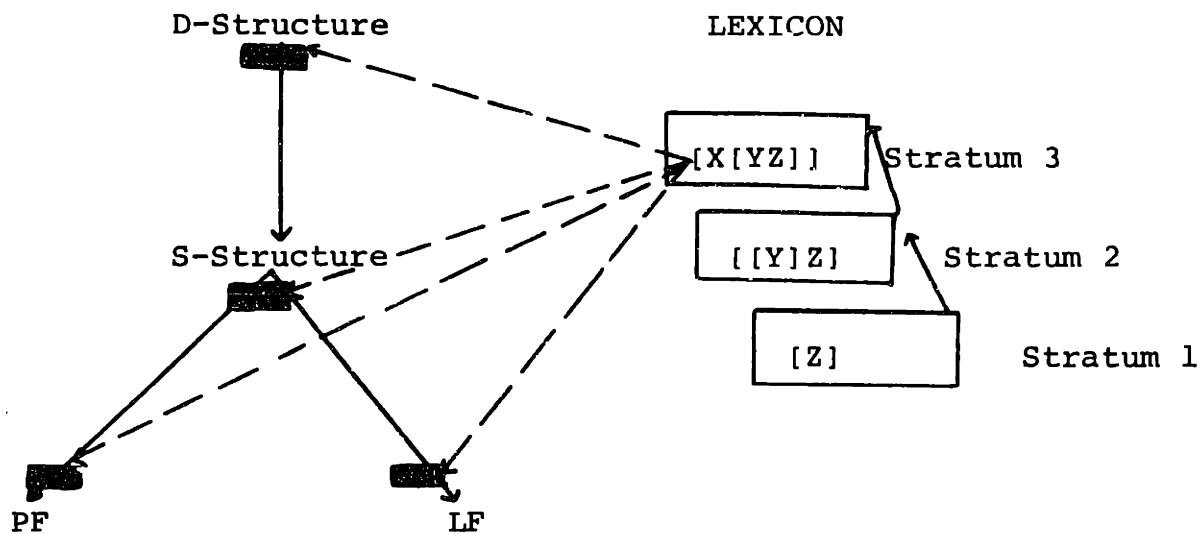 D-Structure LEXICON
[X[YZ]] Stratum 3
S-Structure [[Y]Z] Stratum 2
[Z] Stratum 1
PF LF